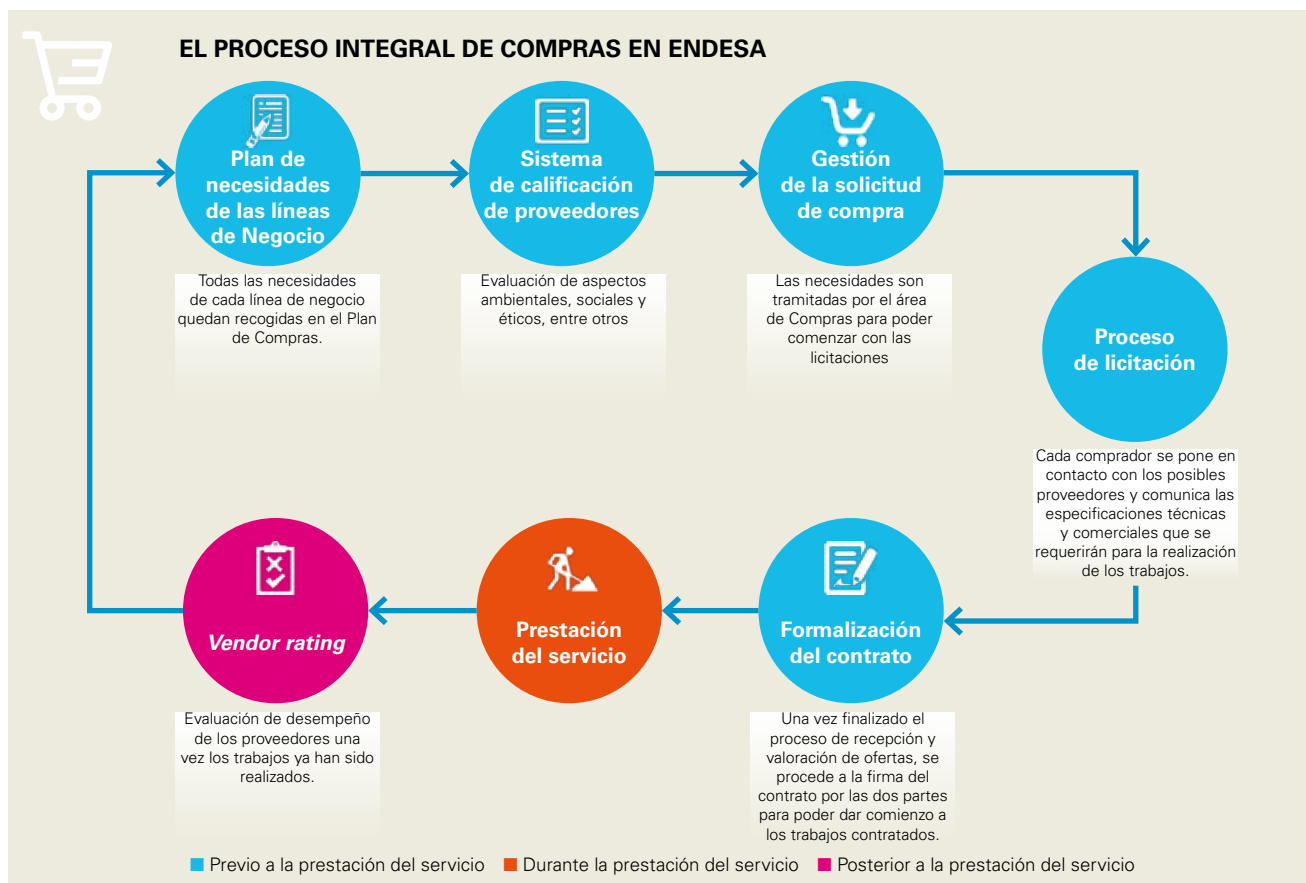 EL PROCESO INTEGRAL DE COMPRAS EN ENDESA
Plan de
necesidades
de las líneas
de Negocio
Todas las necesidades
de cada línea de negocio
quedan recogidas en el Plan
de Compras.
Sistema
de calificación
de proveedores
Evaluación de aspectos
ambientales, sociales y
éticos, entre otros
Gestión
de la solicitud
de compra
Las necesidades son
tramitadas por el área
de Compras para poder
comenzar con las
licitaciones
Proceso
de licitación
Cada comprador se pone en
contacto con los posibles
proveedores y comunica las
especificaciones técnicas
y comerciales que se
requerirán para la realización
de los trabajos.
Formalización
del contrato
Una vez finalizado el
proceso de recepción y
valoración de ofertas, se
procede a la firma del
contrato por las dos partes
para poder dar comienzo a
los trabajos contratados.
Prestación
del servicio
Vendor rating
Evaluación de desempeño
de los proveedores una
vez los trabajos ya han sido
realizados.
Previo a la prestación del servicio Durante la prestación del servicio Posterior a la prestación del servicio